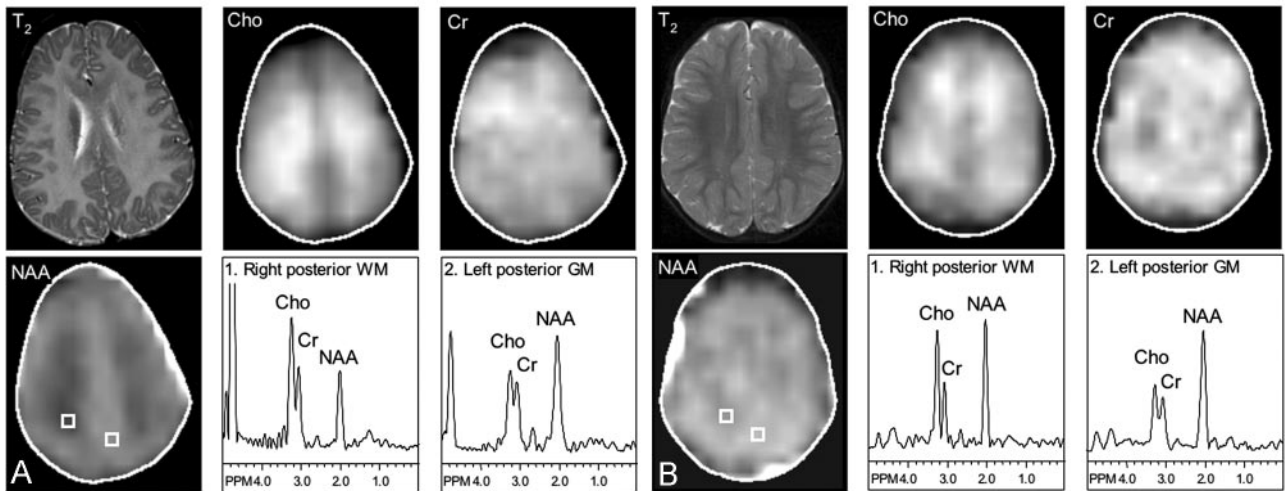 T2
Cho
Cr
NAA
1. Right posterior WM
Cho
Cr
NAA
PPM 4.0 3.0 2.0 1.0
2. Left posterior GM
Cho
Cr
NAA
PPM 4.0 3.0 2.0 1.0
A
T2
Cho
Cr
NAA
1. Right posterior WM
Cho
Cr
NAA
PPM 4.0 3.0 2.0 1.0
2. Left posterior GM
Cho
Cr
NAA
PPM 4.0 3.0 2.0 1.0
B